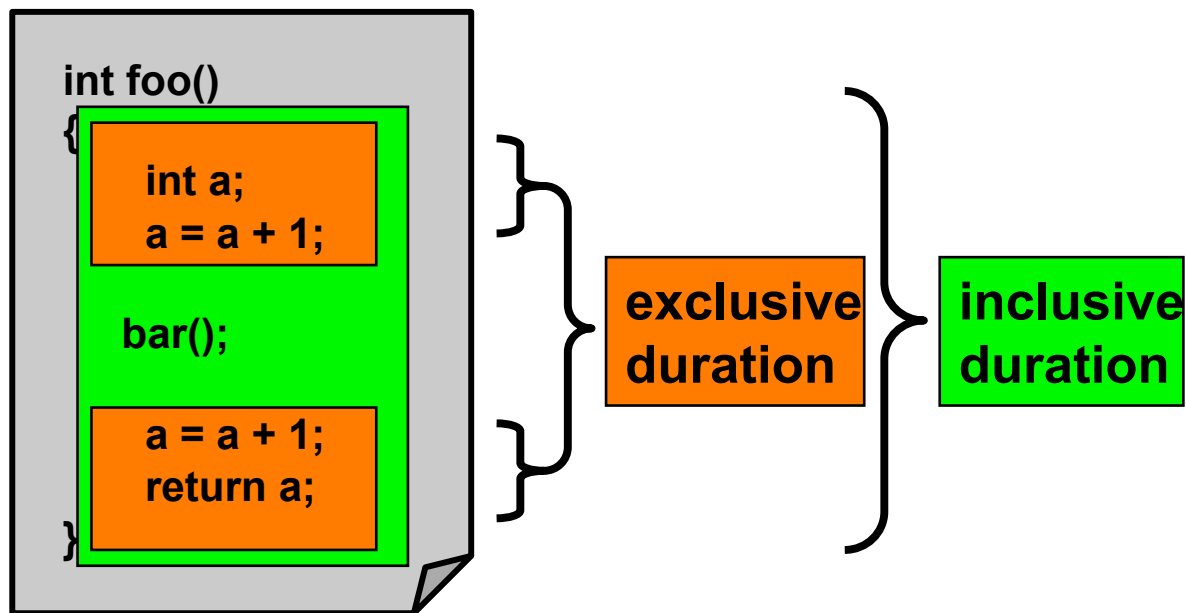 int foo()
{
int a;
a = a + 1;
bar();
a = a + 1;
return a;
}
exclusive
duration
inclusive
duration